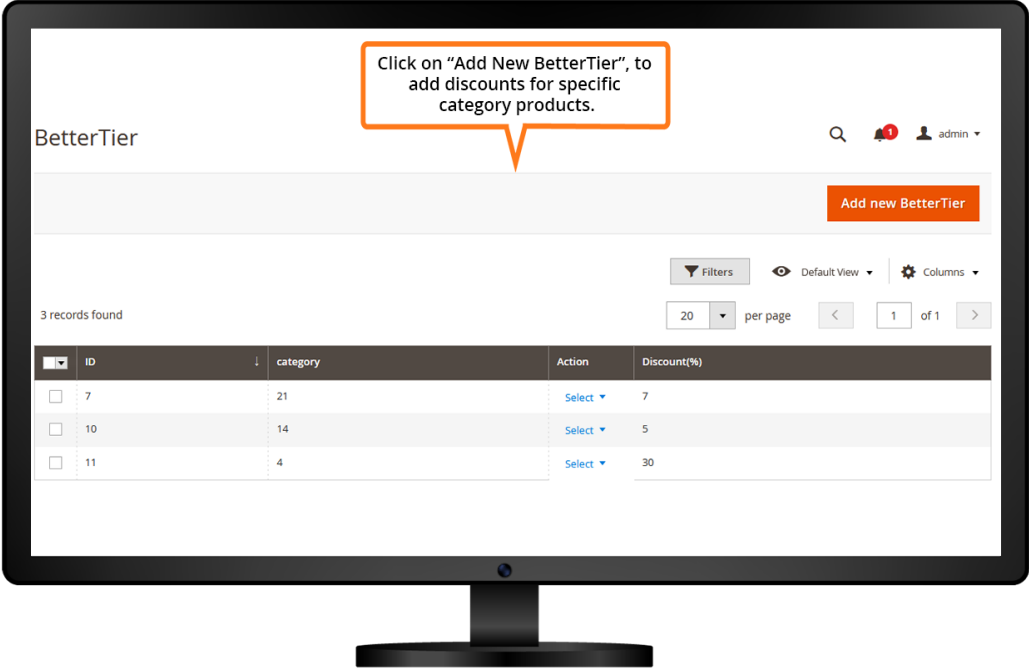 Click on “Add New BetterTier”, to
add discounts for specific
category products.
BetterTier
1
admin
Add new BetterTier
Filters
Default View
Columns
3 records found
20
per page
1
of 1
ID ↓ category Action Discount(%)
7 21 Select 7
10 14 Select 5
11 4 Select 30